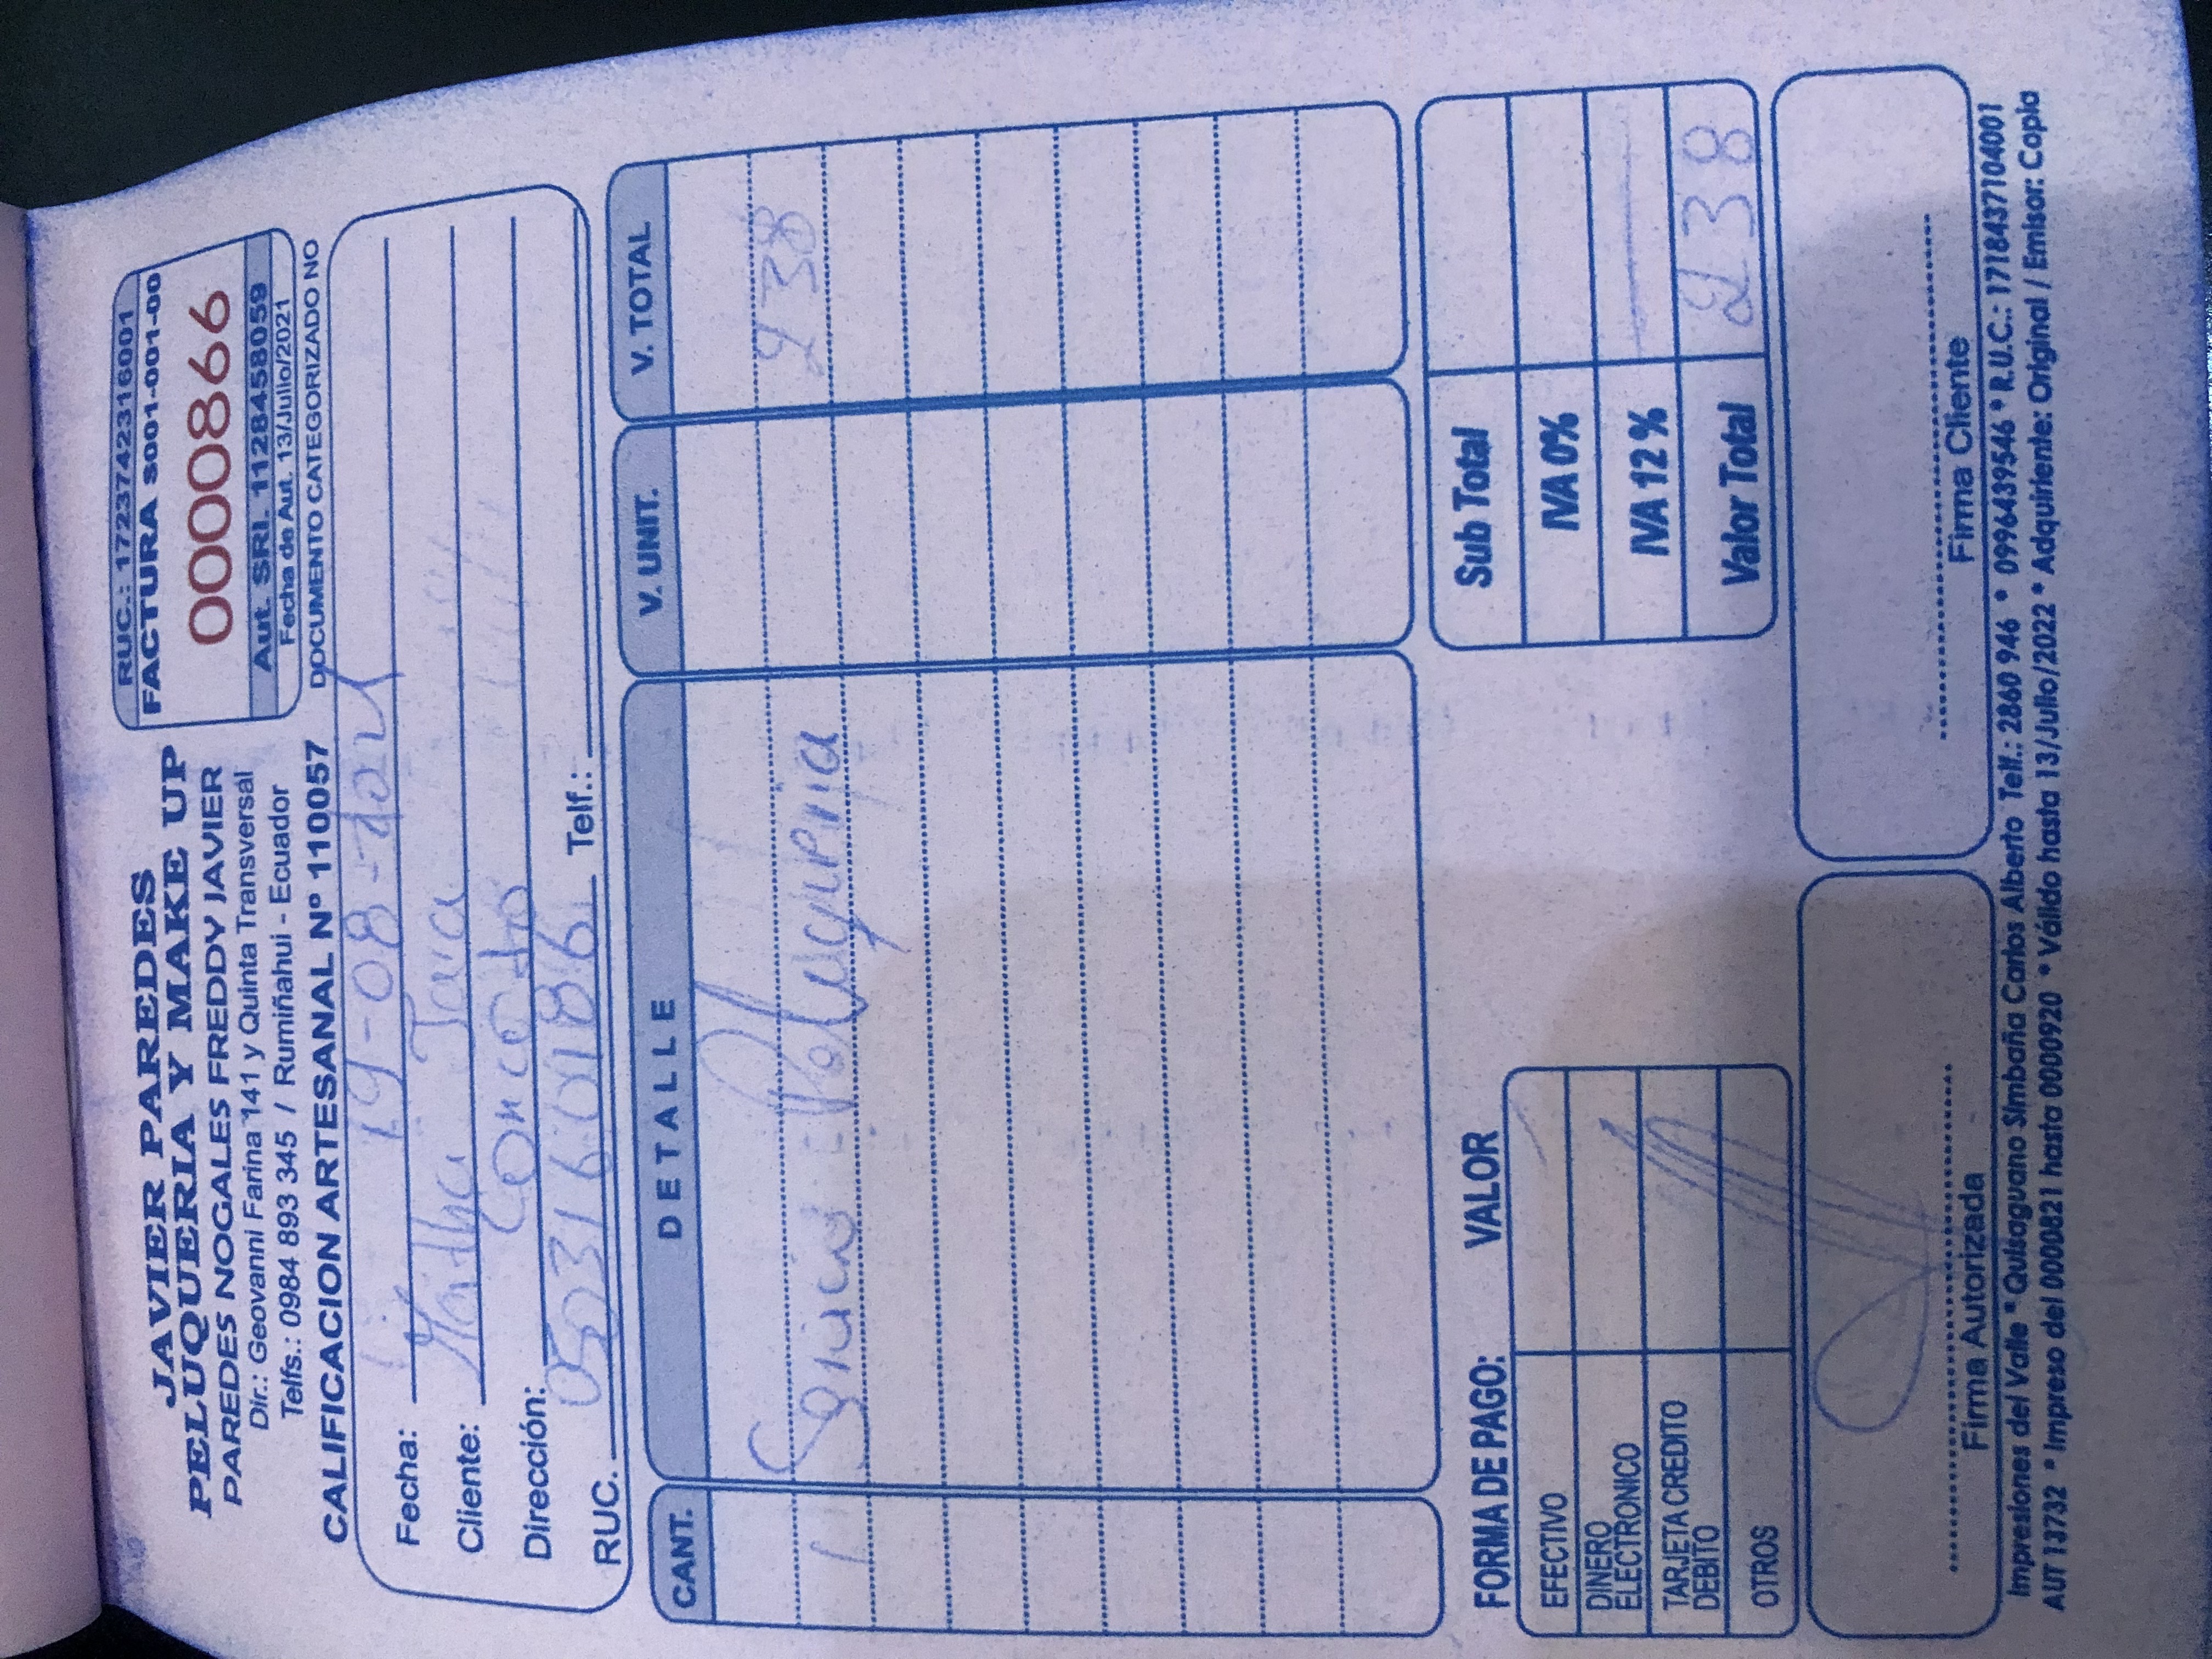 JAVIER PAREDES
PELUQUERIA Y MAKE UP
PAREDES NOGALES FREDDY JAVIER
Dir.: Geovanni Farina 141 y Quinta Transversal
Telfs.: 0984 893 345 / Rumiñahui - Ecuador
CALIFICACION ARTESANAL Nº 110057
RUC.: 1723742316001
FACTURA S001-001-00
0000866
Aut. SRI. 1128458059
Fecha de Aut. 13/Julio/2021
DOCUMENTO CATEGORIZADO NO
Fecha: 19-08-2021
Cliente: Martha
Dirección:
RUC. 0503160186 Telf.:
CANT. DETALLE V. UNIT. V. TOTAL
1 Servicio Peluqueria 238
FORMA DE PAGO: VALOR
EFECTIVO
DINERO
ELECTRONICO
TARJETA CREDITO
DEBITO
OTROS
Sub Total
IVA 0%
IVA 12 %
Valor Total 238
Firma Autorizada
Firma Cliente
Impresiones del Valle * Quisaguano Simbaña Carlos Alberto Telf.: 2860 946 * 0996439546 * R.U.C.: 1718437104001
AUT 13732 * Impreso del 0000821 hasta 0000920 * Válido hasta 13/Julio/2022 * Adquiriente: Original / Emisor: Copia